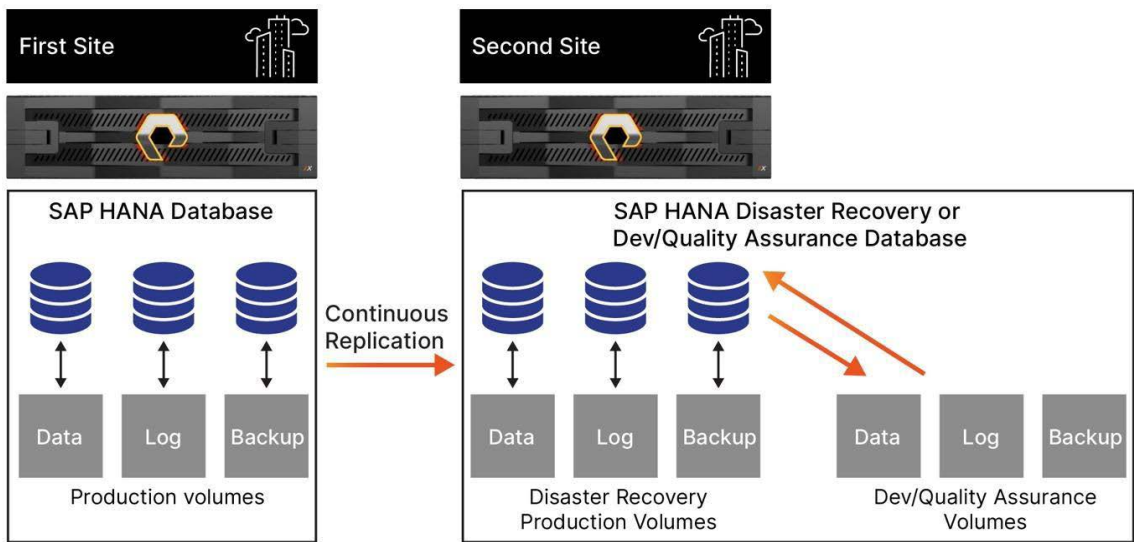 First Site
Second Site
SAP HANA Database
SAP HANA Disaster Recovery or
Dev/Quality Assurance Database
Continuous
Replication
Data
Log
Backup
Data
Log
Backup
Data
Log
Backup
Production volumes
Disaster Recovery
Production Volumes
Dev/Quality Assurance
Volumes